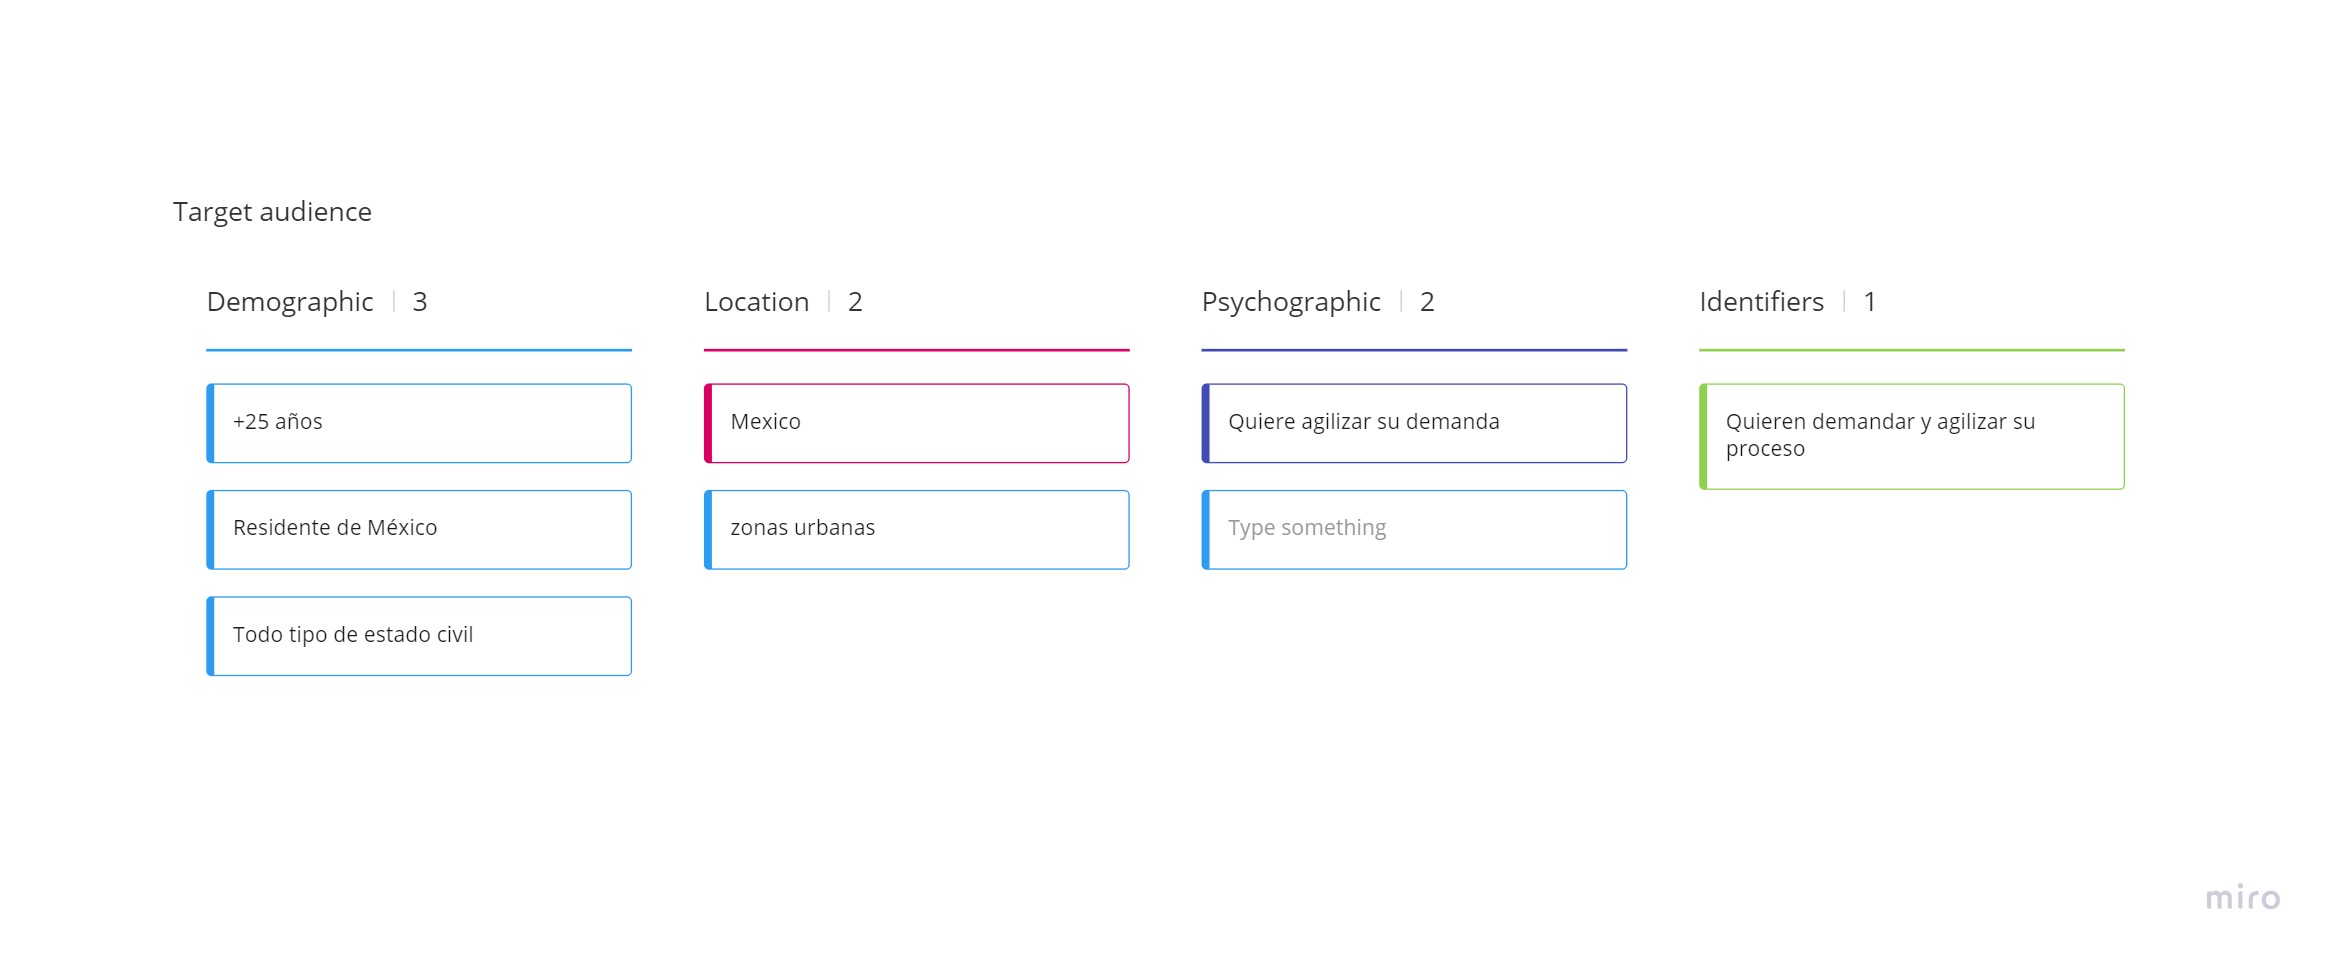 Target audience
Demographic | 3
+25 años
Residente de México
Todo tipo de estado civil
Location | 2
Mexico
zonas urbanas
Psychographic | 2
Quiere agilizar su demanda
Type something
Identifiers | 1
Quieren demandar y agilizar su
proceso
miro